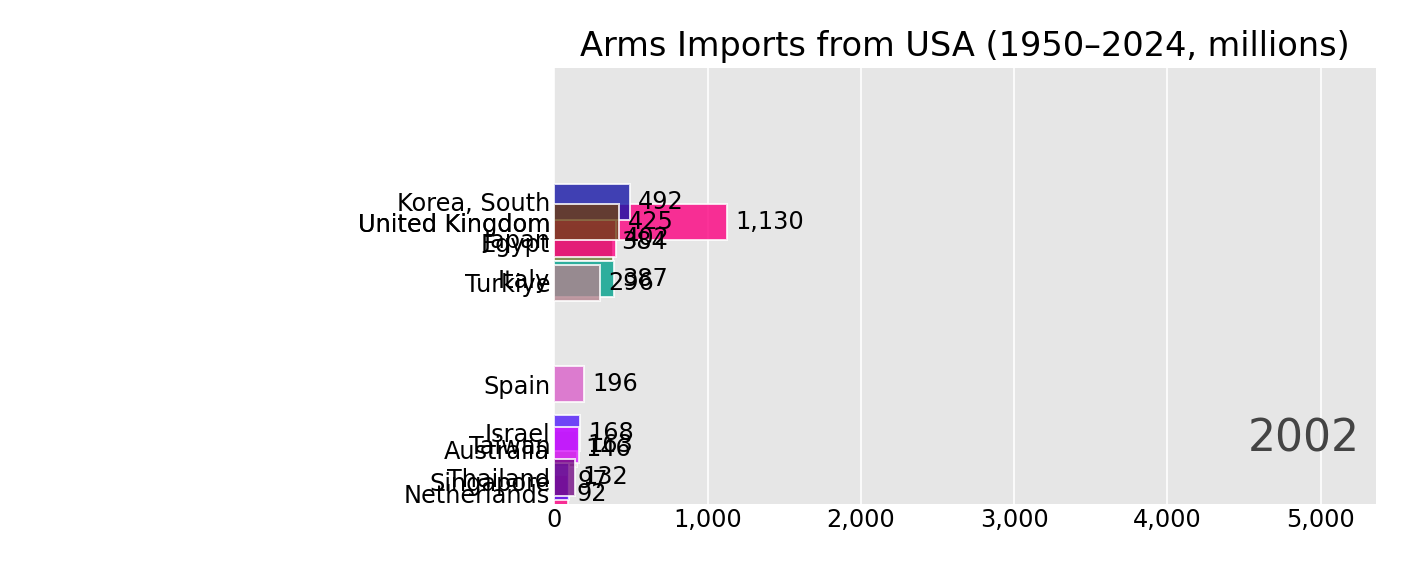 Arms Imports from USA (1950–2024, millions)
Korea, South 492
United Kingdom 425 1,130
Japan
Egypt 384
Italy 387
Turkiye 296
Spain 196
Israel 168
Taiwan 163
Australia 146
Thailand 132
Singapore 97
Netherlands 92
2002
0 1,000 2,000 3,000 4,000 5,000